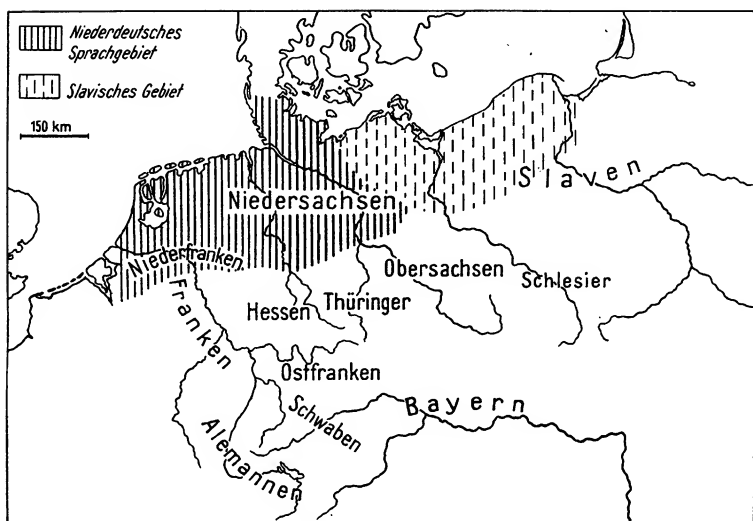 Niederdeutsches
Sprachgebiet
Slavisches Gebiet
150 km
Slaven
Niedersachsen
Niederfranken
Obersachsen
Schlesier
Franken
Hessen
Thüringer
Ostfranken
Schwaben
Bayern
Alemannen